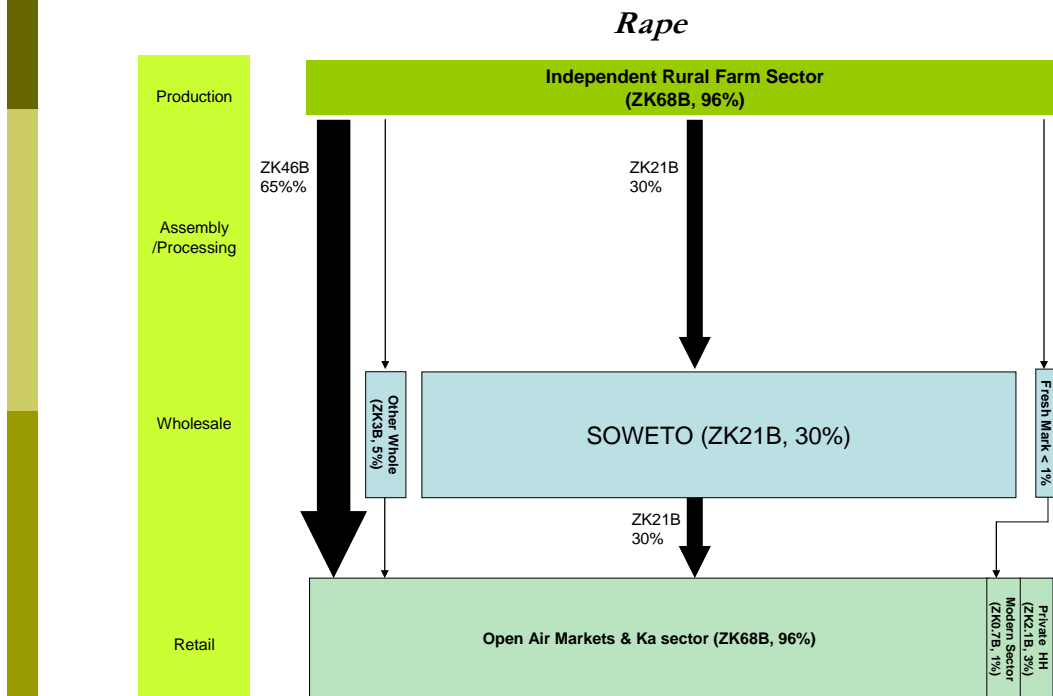 Rape
Production
Independent Rural Farm Sector
(ZK68B, 96%)
ZK46B
65%%
ZK21B
30%
Assembly
/Processing
Wholesale
Other Whole
(ZK3B, 5%)
SOWETO (ZK21B, 30%)
Fresh Mark < 1%
ZK21B
30%
Retail
Open Air Markets & Ka sector (ZK68B, 96%)
Modern Sector
(ZK0.7B, 1%)
Private HH
(ZK2.1B, 3%)